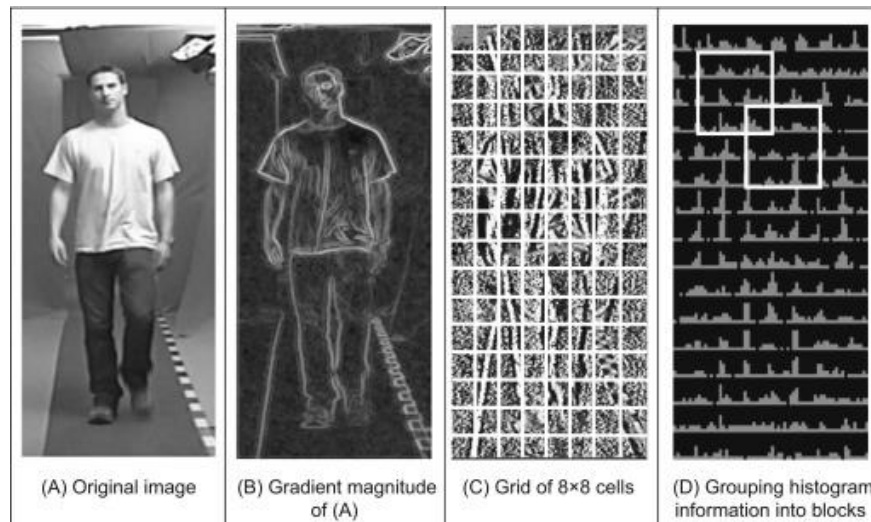 (A) Original image
(B) Gradient magnitude
of (A)
(C) Grid of 8×8 cells
(D) Grouping histogram
information into blocks